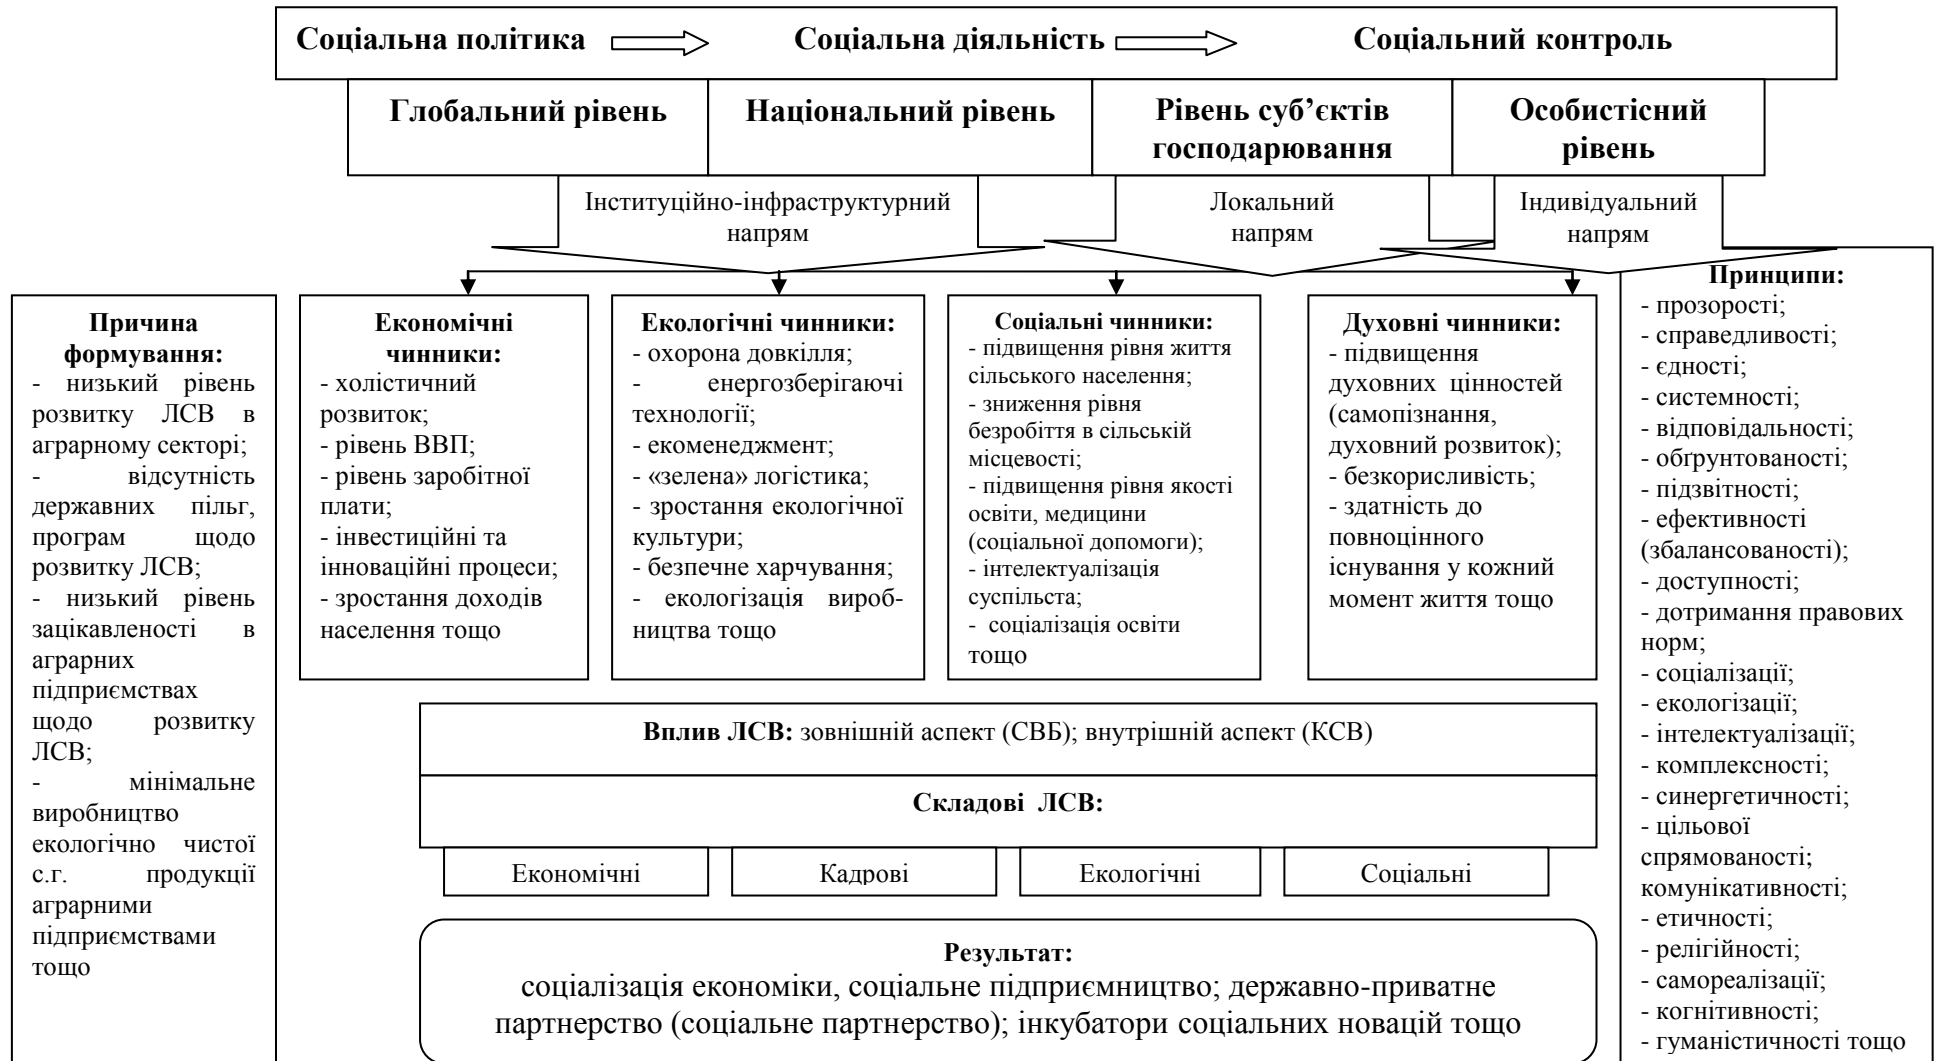 Соціальна політика
Соціальна діяльність
Соціальний контроль
Глобальний рівень
Національний рівень
Рівень суб’єктів
господарювання
Особистісний
рівень
Інституційно-інфраструктурний
напрям
Локальний
напрям
Індивідуальний
напрям
Причина
формування:
- низький рівень
розвитку ЛСВ в
аграрному секторі;
- відсутність
державних пільг,
програм щодо
розвитку ЛСВ;
- низький рівень
зацікавленості в
аграрних
підприємствах
щодо розвитку
ЛСВ;
- мінімальне
виробництво
екологічно чистої
с.г. продукції
аграрними
підприємствами
тощо
Економічні
чинники:
- холістичний
розвиток;
- рівень ВВП;
- рівень заробітної
плати;
- інвестиційні та
інноваційні процеси;
- зростання доходів
населення тощо
Екологічні чинники:
- охорона довкілля;
- енергозберігаючі
технології;
- екоменеджмент;
- «зелена» логістика;
- зростання екологічної
культури;
- безпечне харчування;
- екологізація вироб-
ництва тощо
Соціальні чинники:
- підвищення рівня життя
сільського населення;
- зниження рівня
безробіття в сільській
місцевості;
- підвищення рівня якості
освіти, медицини
(соціальної допомоги);
- інтелектуалізація
суспільста;
- соціалізація освіти
тощо
Духовні чинники:
- підвищення
духовних цінностей
(самопізнання,
духовний розвиток);
- безкорисливість;
- здатність до
повноцінного
існування у кожний
момент життя тощо
Принципи:
- прозорості;
- справедливості;
- єдності;
- системності;
- відповідальності;
- обґрунтованості;
- підзвітності;
- ефективності
(збалансованості);
- доступності;
- дотримання правових
норм;
- соціалізації;
- екологізації;
- інтелектуалізації;
- комплексності;
- синергетичності;
- цільової
спрямованості;
комунікативності;
- етичності;
- релігійності;
- самореалізації;
- когнітивності;
- гуманістичності тощо
Вплив ЛСВ: зовнішній аспект (СВБ); внутрішній аспект (КСВ)
Складові ЛСВ:
Економічні
Кадрові
Екологічні
Соціальні
Результат:
соціалізація економіки, соціальне підприємництво; державно-приватне
партнерство (соціальне партнерство); інкубатори соціальних новацій тощо